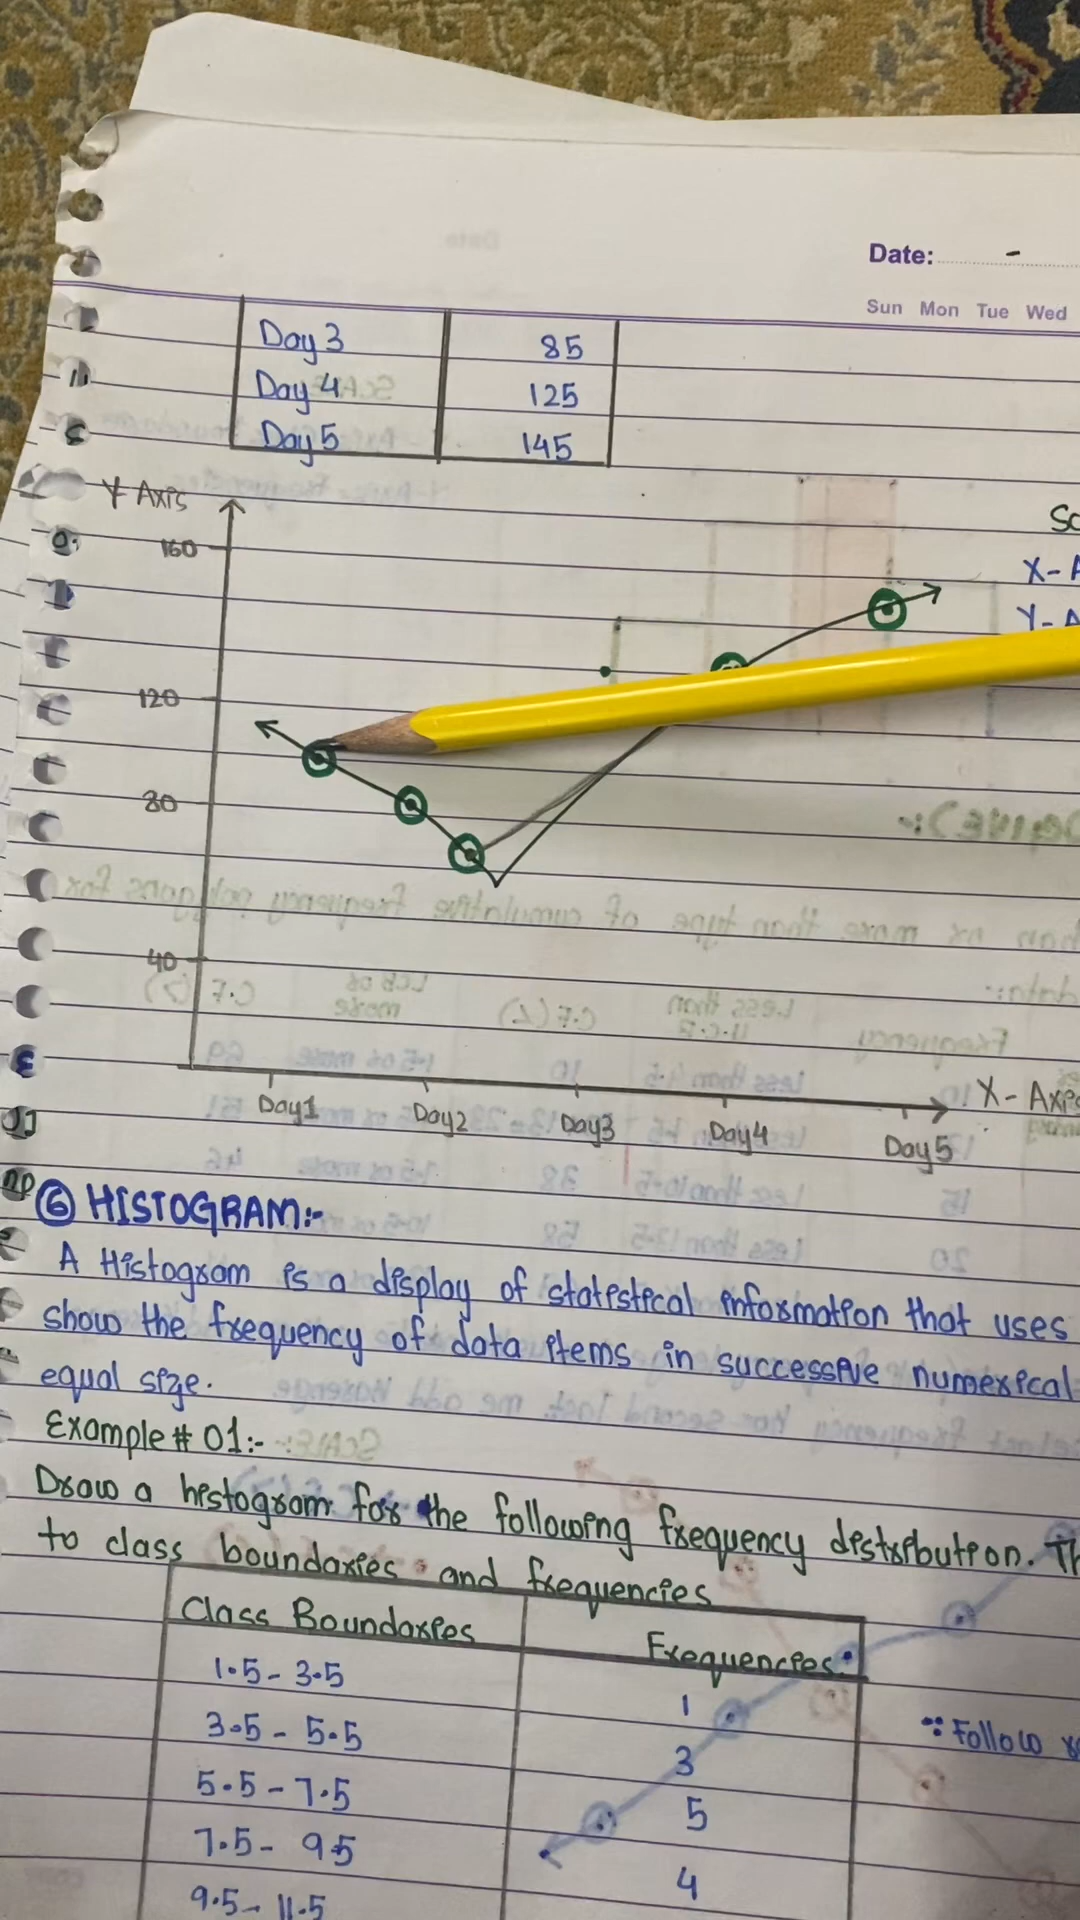 Date:
Sun Mon Tue Wed
Day 3 85
Day 4 125
Day 5 145
Y Axis
160
120
80
40
X-A
Y-A
Day1 Day2 Day3 Day4 Day5
X-Axis
6 HISTOGRAM:-
A Histogram is a display of statistical information that uses
show the frequency of data items in successive numerical
equal size.
Example # 01:-
Draw a histogram for the following frequency distribution.
to class boundaries and frequencies
Class Boundaries Frequencies
1.5 - 3.5 1
3.5 - 5.5 3
5.5 - 7.5 5
7.5 - 95 4
9.5 - 11.5
Follow